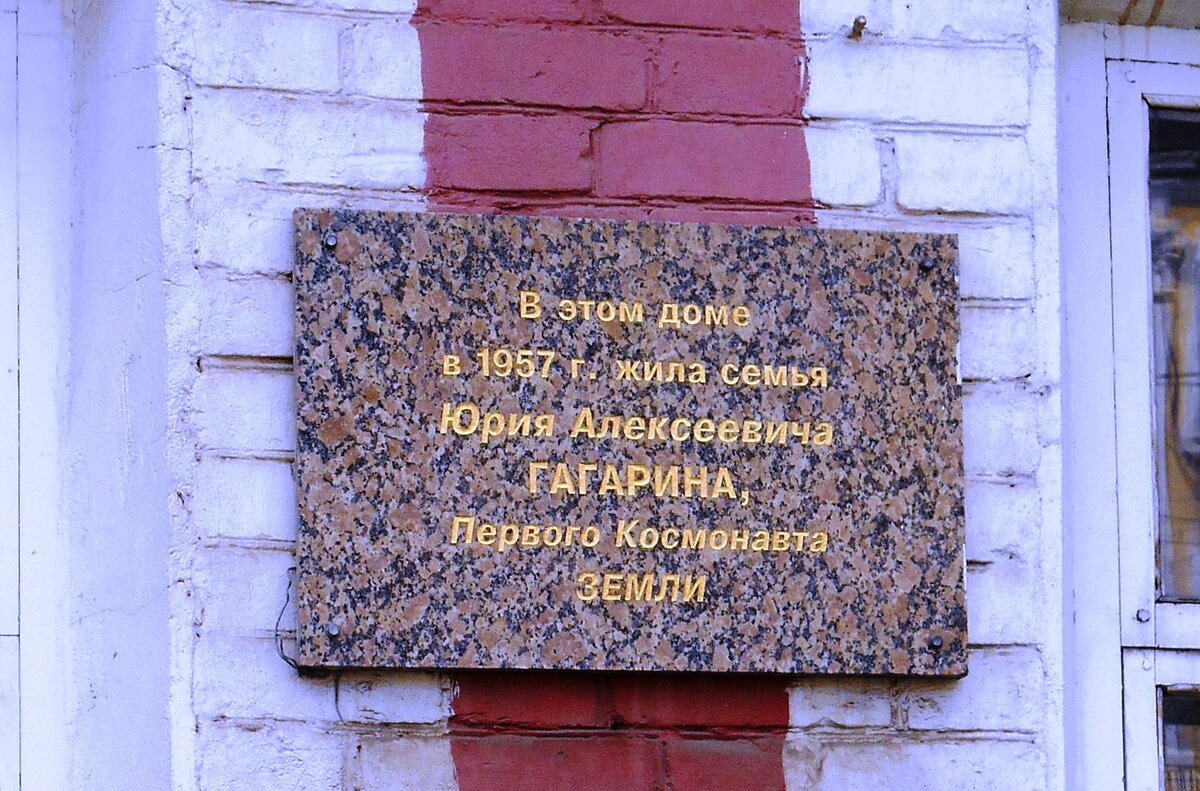 В этом доме
в 1957 г. жила семья
Юрия Алексеевича
ГАГАРИНА,
Первого Космонавта
ЗЕМЛИ